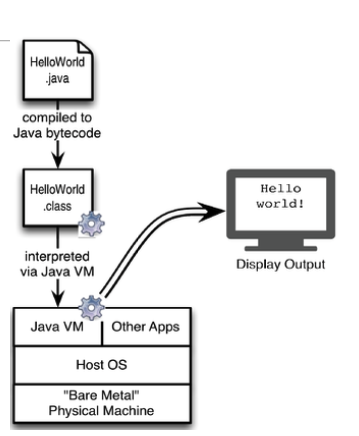 HelloWorld
.java
compiled to
Java bytecode
HelloWorld
.class
Hello
world!
interpreted
via Java VM
Display Output
Java VM
Other Apps
Host OS
"Bare Metal"
Physical Machine